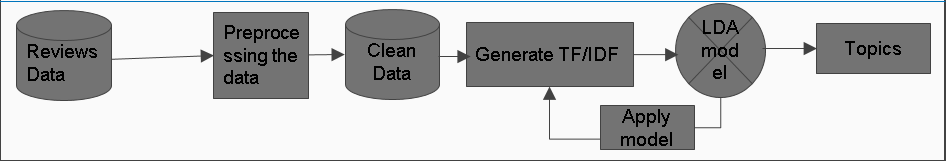 Reviews
Data
Preproce
ssing the
data
Clean
Data
Generate TF/IDF
LDA
mod
el
Topics
Apply
model